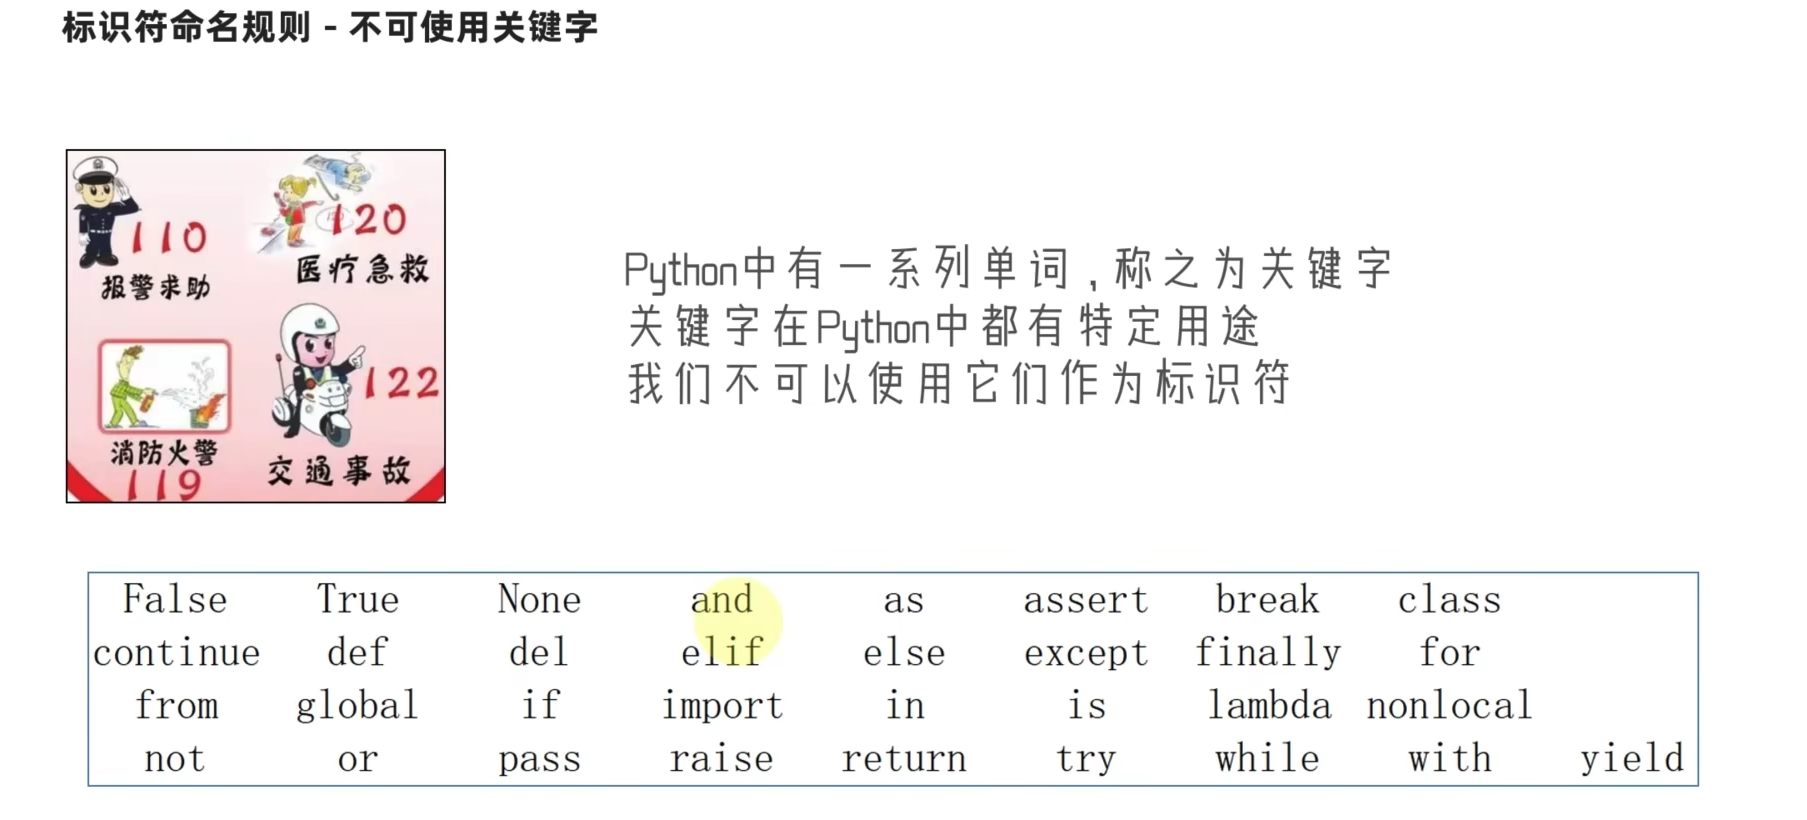 标识符命名规则 - 不可使用关键字
110
报警求助
120
医疗急救
122
交通事故
消防火警
119
Python中有一系列单词，称之为关键字
关键字在Python中都有特定用途
我们不可以使用它们作为标识符
False True None and as assert break class
continue def del elif else except finally for
from global if import in is lambda nonlocal
not or pass raise return try while with yield